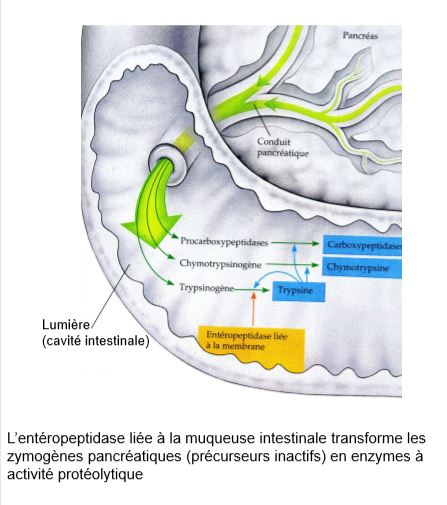 Pancréas
Conduit
pancréatique
Procarboxypeptidases
Carboxypeptidases
Chymotrypsinogène
Chymotrypsine
Trypsinogène
Trypsine
Lumière
(cavité intestinale)
Entéropeptidase liée
à la membrane
L’entéropeptidase liée à la muqueuse intestinale transforme les
zymogènes pancréatiques (précurseurs inactifs) en enzymes à
activité protéolytique